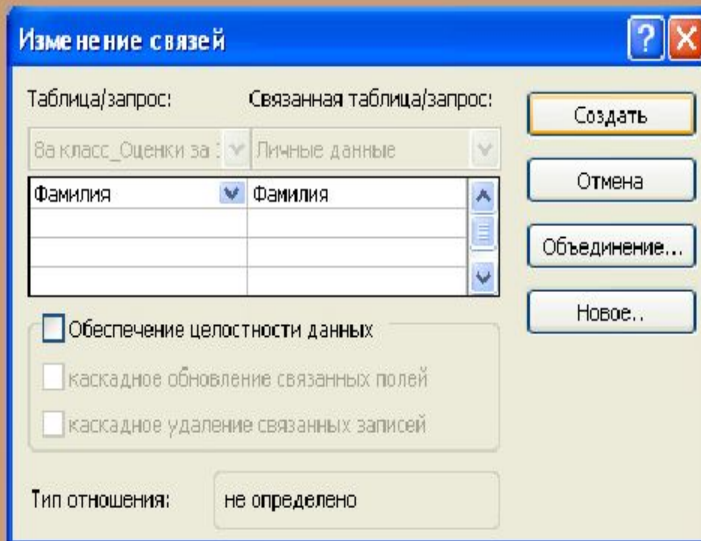 Изменение связей
Таблица/запрос: Связанная таблица/запрос:
8а класс_Оценки за Личные данные
Фамилия Фамилия
Создать
Отмена
Объединение...
Новое..
Обеспечение целостности данных
каскадное обновление связанных полей
каскадное удаление связанных записей
Тип отношения: не определено